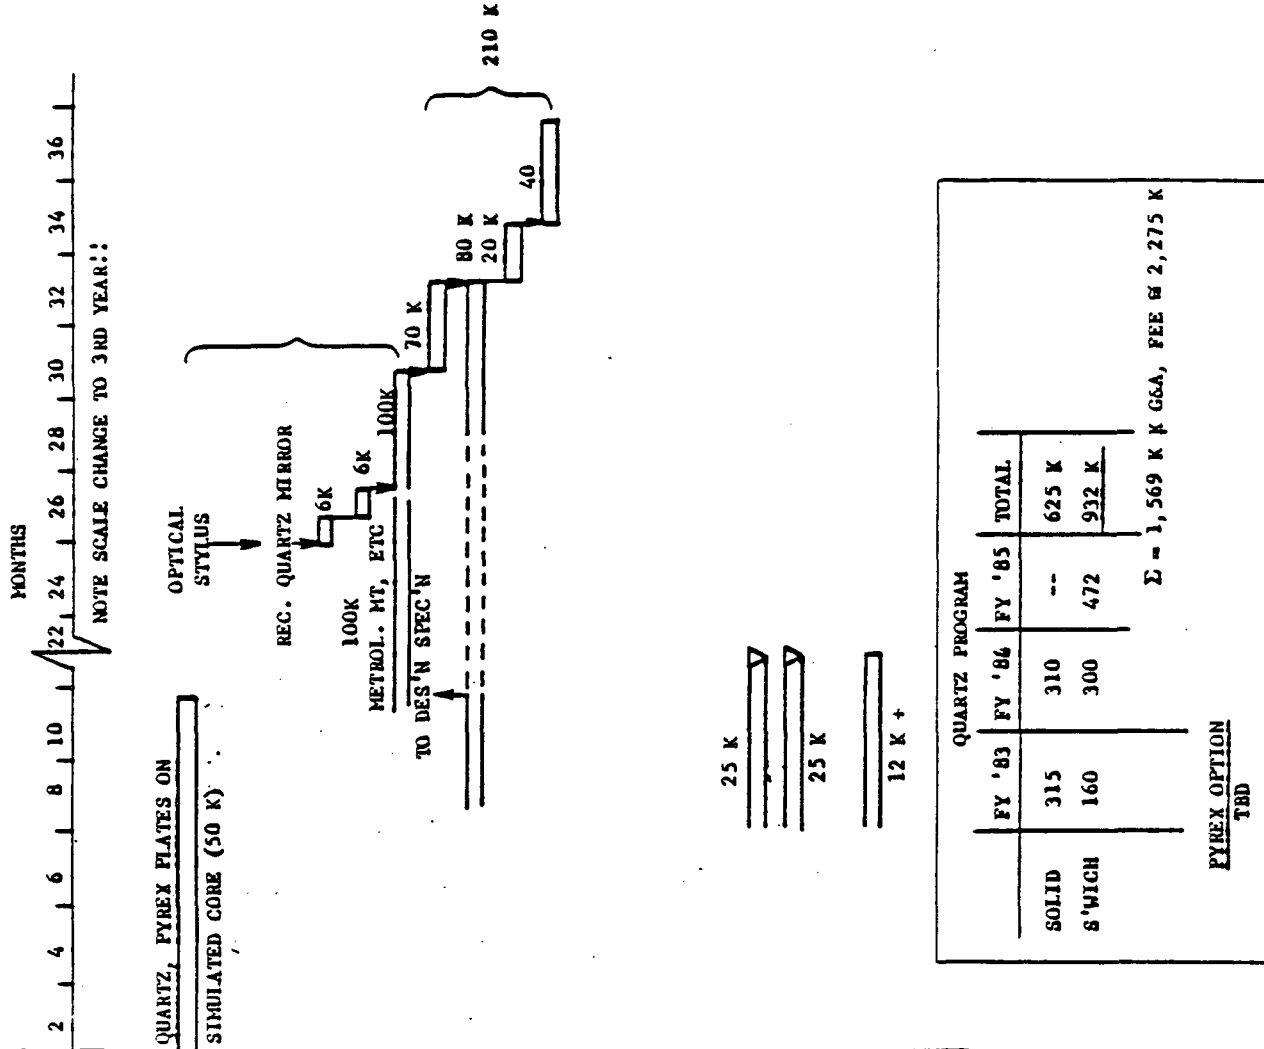 MONTHS
2 4 6 8 10 22 24 26 28 30 32 34 36
NOTE SCALE CHANGE TO 3RD YEAR!!
QUARTZ, PYREX PLATES ON
SIMULATED CORE (50 K)
OPTICAL
STYLUS
REC. QUARTZ MIRROR
6K
6K
100K
100K
METROL. MT, ETC
TO DES'N SPEC'N
70 K
80 K
20 K
40
210 K
25 K
25 K
12 K +
QUARTZ PROGRAM
FY '83 FY '84 FY '85 TOTAL
SOLID 315 310 -- 625 K
S'WICH 160 300 472 932 K
Σ = 1,569 K K G&A, FEE ≅ 2,275 K
PYREX OPTION
TBD